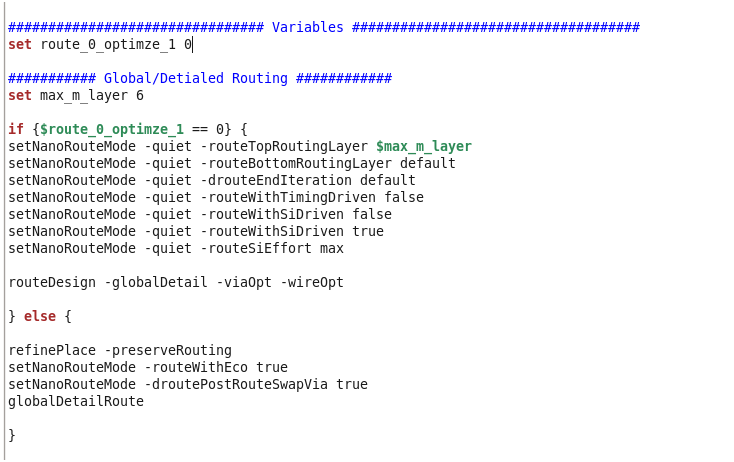 ################################ Variables ####################################
set route_0_optimze_1 0
########### Global/Detialed Routing ############
set max_m_layer 6
if {$route_0_optimze_1 == 0} {
setNanoRouteMode -quiet -routeTopRoutingLayer $max_m_layer
setNanoRouteMode -quiet -routeBottomRoutingLayer default
setNanoRouteMode -quiet -drouteEndIteration default
setNanoRouteMode -quiet -routeWithTimingDriven false
setNanoRouteMode -quiet -routeWithSiDriven false
setNanoRouteMode -quiet -routeWithSiDriven true
setNanoRouteMode -quiet -routeSiEffort max
routeDesign -globalDetail -viaOpt -wireOpt
} else {
refinePlace -preserveRouting
setNanoRouteMode -routeWithEco true
setNanoRouteMode -droutePostRouteSwapVia true
globalDetailRoute
}